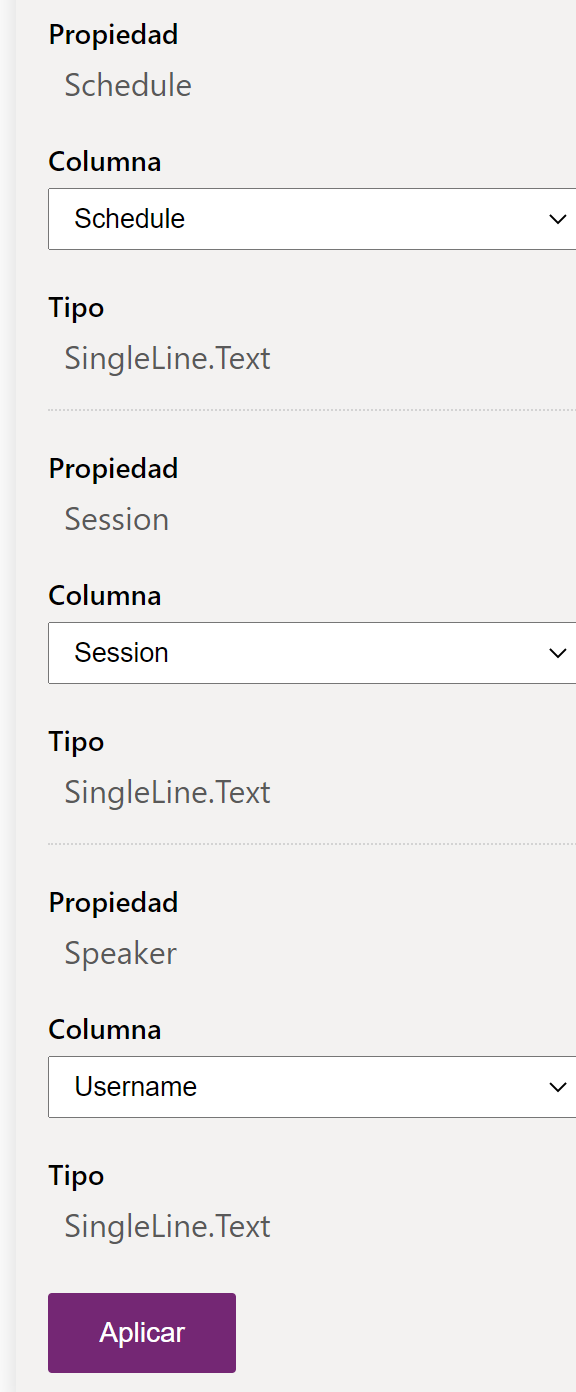 Propiedad
Schedule
Columna
Schedule
Tipo
SingleLine.Text
Propiedad
Session
Columna
Session
Tipo
SingleLine.Text
Propiedad
Speaker
Columna
Username
Tipo
SingleLine.Text
Aplicar